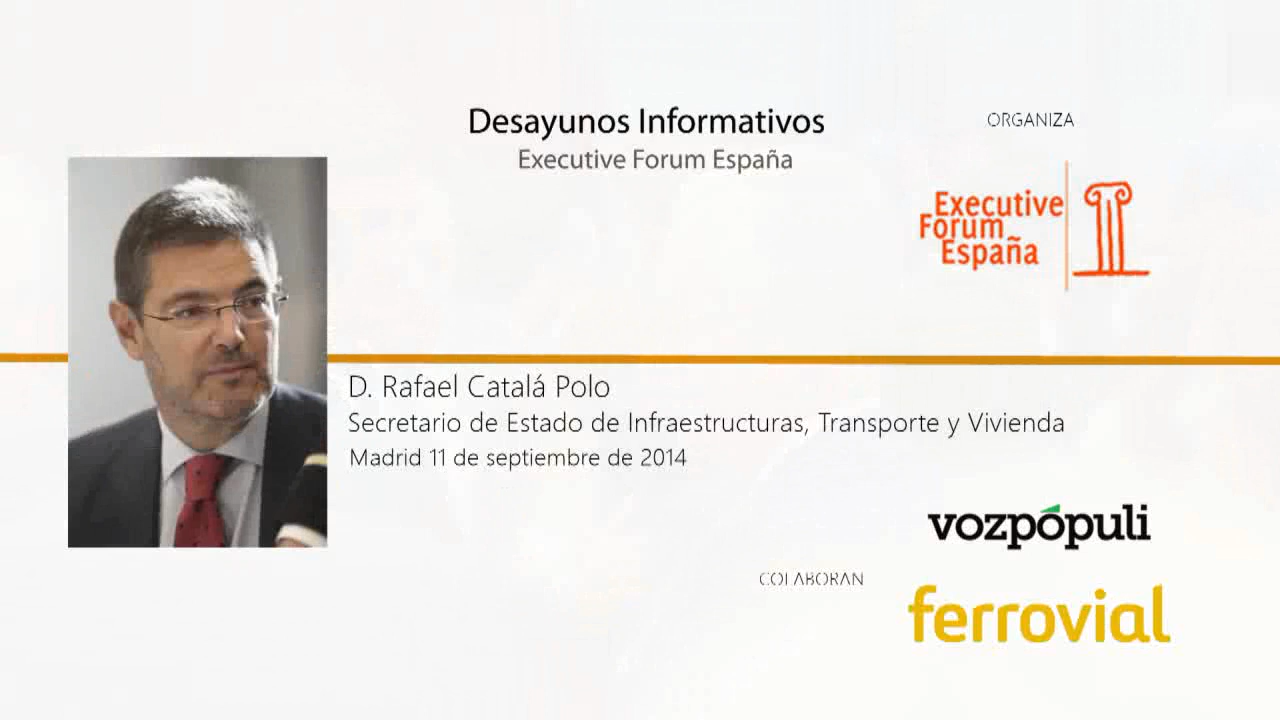 Desayunos Informativos
Executive Forum España
ORGANIZA
Executive
Forum
España
D. Rafael Catalá Polo
Secretario de Estado de Infraestructuras, Transporte y Vivienda
Madrid 11 de septiembre de 2014
vozpópuli
COLABORAN
ferrovial